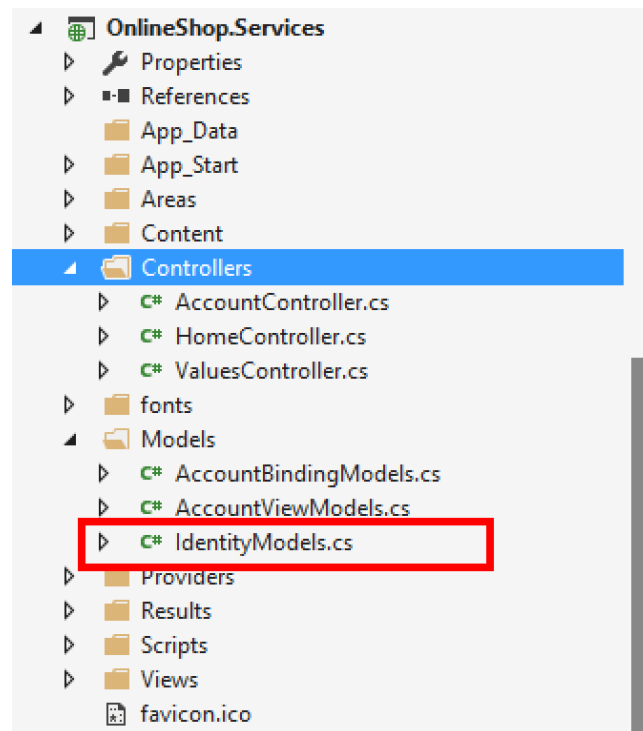 OnlineShop.Services
Properties
References
App_Data
App_Start
Areas
Content
Controllers
C# AccountController.cs
C# HomeController.cs
C# ValuesController.cs
fonts
Models
C# AccountBindingModels.cs
C# AccountViewModels.cs
C# IdentityModels.cs
Providers
Results
Scripts
Views
favicon.ico